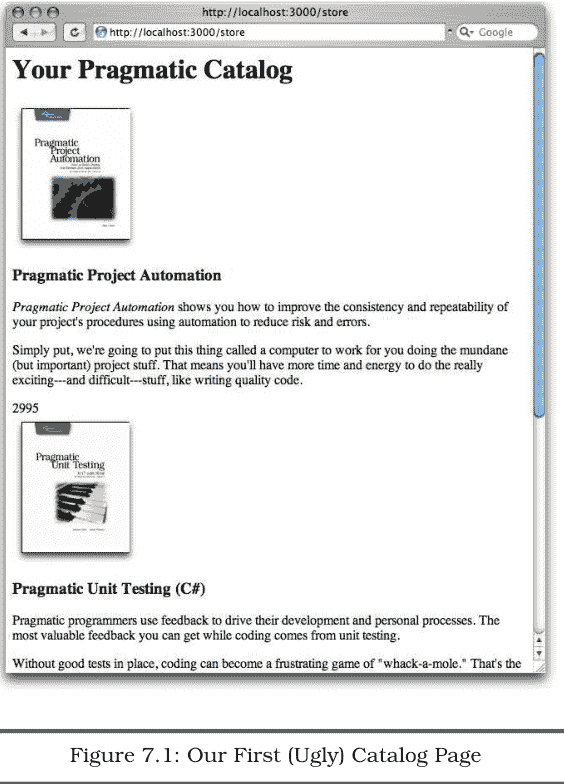 http://localhost:3000/store
http://localhost:3000/store
Google
Your Pragmatic Catalog
Pragmatic
Project
Automation
Pragmatic Project Automation
Pragmatic Project Automation shows you how to improve the consistency and repeatability of
your project's procedures using automation to reduce risk and errors.
Simply put, we're going to put this thing called a computer to work for you doing the mundane
(but important) project stuff. That means you'll have more time and energy to do the really
exciting---and difficult---stuff, like writing quality code.
2995
Pragmatic
Unit Testing
Pragmatic Unit Testing (C#)
Pragmatic programmers use feedback to drive their development and personal processes. The
most valuable feedback you can get while coding comes from unit testing.
Without good tests in place, coding can become a frustrating game of "whack-a-mole." That's the
Figure 7.1: Our First (Ugly) Catalog Page